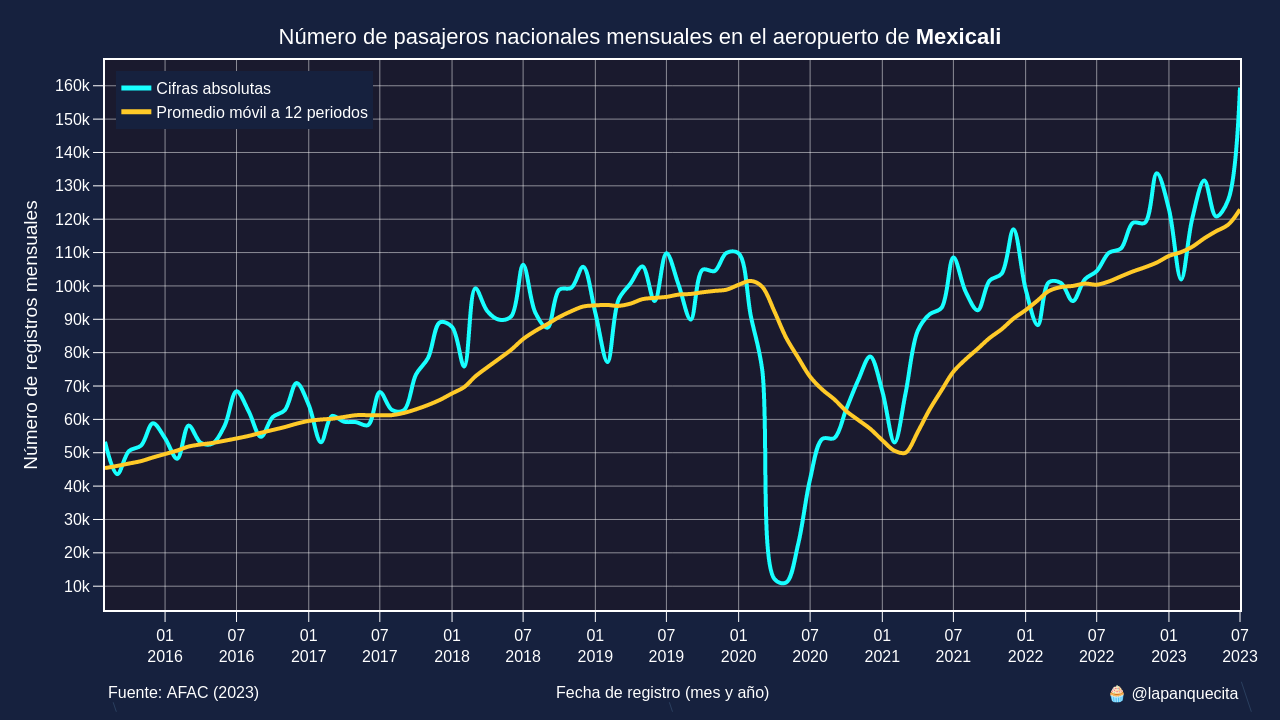 Número de pasajeros nacionales mensuales en el aeropuerto de Mexicali
Cifras absolutas
Promedio móvil a 12 periodos
Número de registros mensuales
160k
150k
140k
130k
120k
110k
100k
90k
80k
70k
60k
50k
40k
30k
20k
10k
01 07 01 07 01 07 01 07 01 07 01 07 01 07 01 07
2016 2016 2017 2017 2018 2018 2019 2019 2020 2020 2021 2021 2022 2022 2023 2023
Fuente: AFAC (2023) Fecha de registro (mes y año) 🧁 @lapanquecita